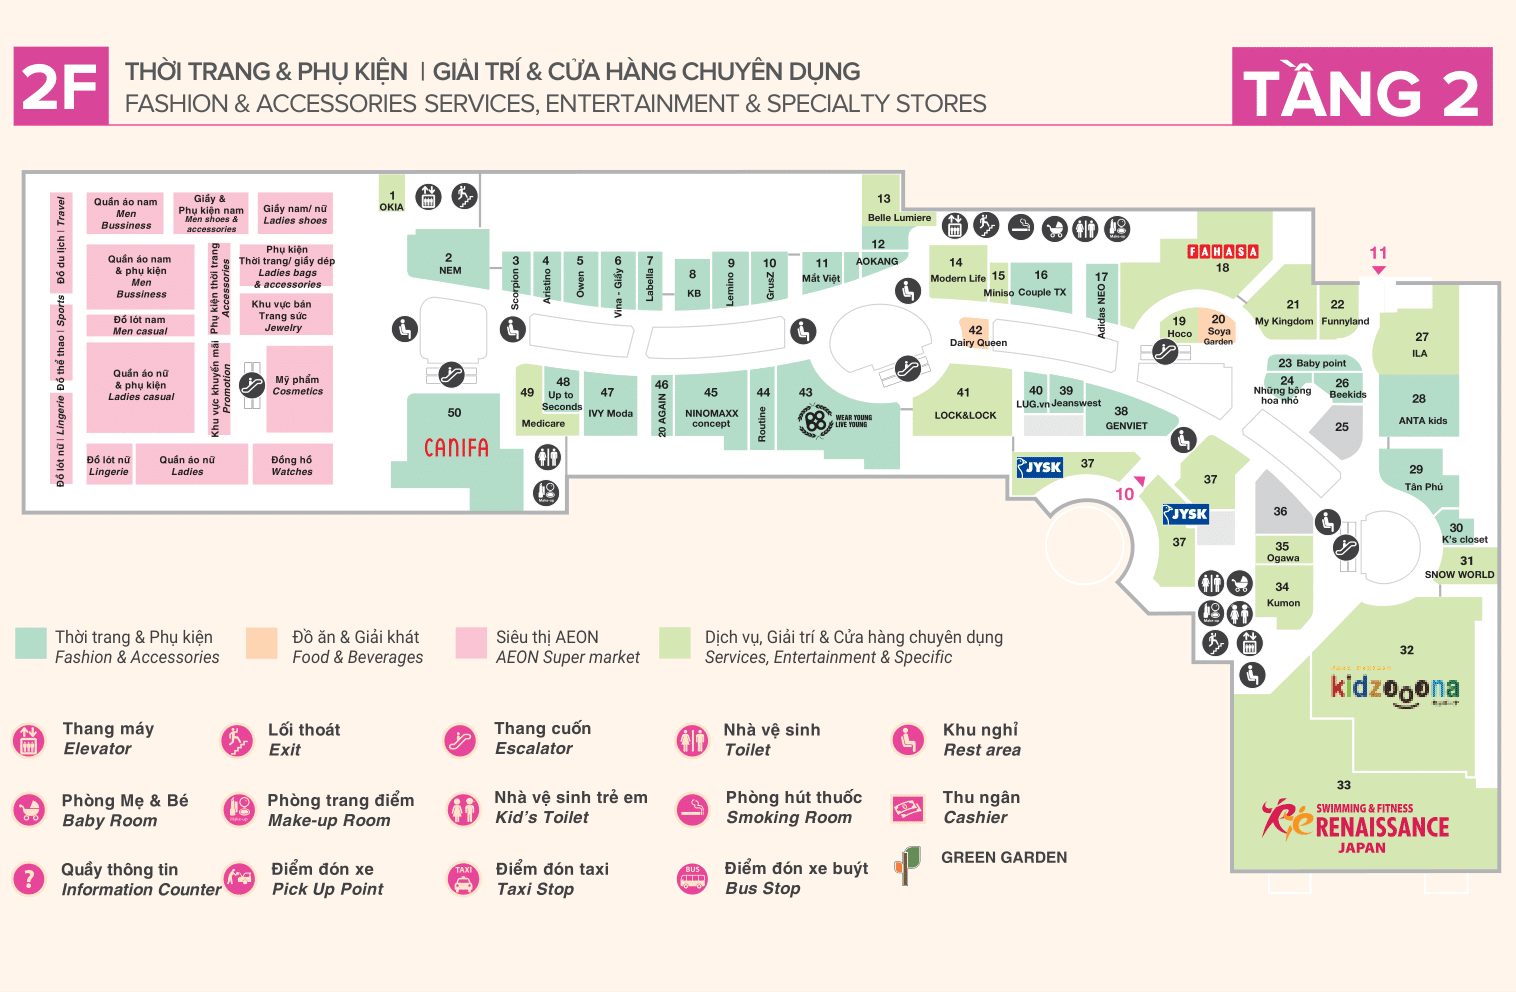 2F
THỜI TRANG & PHỤ KIỆN | GIẢI TRÍ & CỬA HÀNG CHUYÊN DỤNG
FASHION & ACCESSORIES SERVICES, ENTERTAINMENT & SPECIALTY STORES
TẦNG 2
Đồ du lịch | Travel
Đồ thể thao | Sports
Đồ lót nữ | Lingerie
Quần áo nam
Men
Bussiness
Giầy &
Phụ kiện nam
Men shoes &
accessories
Giầy nam/ nữ
Ladies shoes
Quần áo nam
& phụ kiện
Men
Bussiness
Phụ kiện thời trang
Accessories
Phụ kiện
Thời trang/ giầy dép
Ladies bags
& accessories
Khu vực bán
Trang sức
Jewelry
Đồ lót nam
Men casual
Quần áo nữ
& phụ kiện
Ladies casual
Khu vực khuyến mãi
Promotion
Mỹ phẩm
Cosmetics
Đồ lót nữ
Lingerie
Quần áo nữ
Ladies
Đồng hồ
Watches
1
OKIA
2
NEM
3
Scorpion
4
Aristino
5
Owen
6
Vina - Giầy
7
Labella
8
KB
9
Lemino
10
GrusZ
11
Mắt Việt
12
AOKANG
13
Belle Lumiere
Make-up
14
Modern Life
15
Miniso
16
Couple TX
17
Adidas NEO
FAHASA
18
19
Hoco
20
Soya
Garden
21
My Kingdom
22
Funnyland
11
27
ILA
23 Baby point
24
Những bông
hoa nhỏ
26
Beekids
25
28
ANTA kids
29
Tân Phú
30
K's closet
31
SNOW WORLD
42
Dairy Queen
41
LOCK&LOCK
40
LUG.vn
39
Jeanswest
38
GENVIET
JYSK
37
10
37
JYSK
37
36
35
Ogawa
34
Kumon
Make-up
50
CANIFA
49
Medicare
48
Up to
Seconds
47
IVY Moda
46
20 AGAIN
45
NINOMAXX
concept
44
Routine
43
88
WEAR YOUNG
LIVE YOUNG
Make-up
32
kidzooona
33
SWIMMING & FITNESS
RENAISSANCE
JAPAN
Thời trang & Phụ kiện
Fashion & Accessories
Đồ ăn & Giải khát
Food & Beverages
Siêu thị AEON
AEON Super market
Dịch vụ, Giải trí & Cửa hàng chuyên dụng
Services, Entertainment & Specific
Thang máy
Elevator
Lối thoát
Exit
Thang cuốn
Escalator
Nhà vệ sinh
Toilet
Khu nghỉ
Rest area
Phòng Mẹ & Bé
Baby Room
Make-up
Phòng trang điểm
Make-up Room
Nhà vệ sinh trẻ em
Kid's Toilet
Phòng hút thuốc
Smoking Room
Thu ngân
Cashier
?
Quầy thông tin
Information Counter
Điểm đón xe
Pick Up Point
TAXI
Điểm đón taxi
Taxi Stop
BUS
Điểm đón xe buýt
Bus Stop
GREEN GARDEN